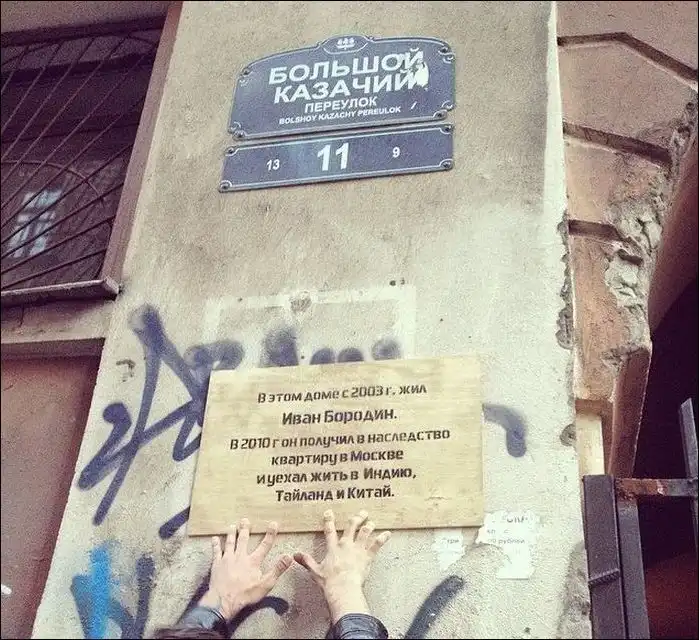 БОЛЬШОЙ
КАЗАЧИЙ
ПЕРЕУЛОК
BOLSHOY KAZACHY PEREULOK
13 11 9
В этом доме с 2003 г. жил
Иван Бородин.
В 2010 г он получил в наследство
квартиру в Москве
и уехал жить в Индию,
Тайланд и Китай.